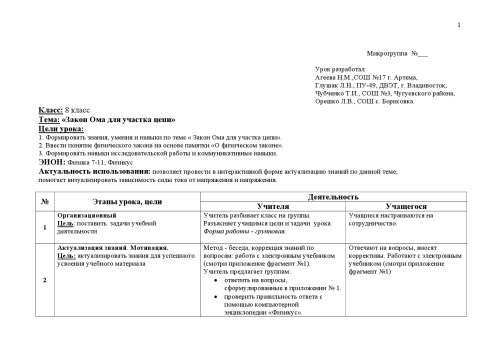 1
Микрогруппа №___
Урок разработал
Агеева Н.М.,СОШ №17 г. Артема,
Глушак Л.Н., ПУ-49, ДВЭТ, г. Владосток,
Чубченко Т.И., СОШ №3, Чугуевского района,
Орешко Л.В., СОШ с. Борисовка.
Класс: 8 класс
Тема: «Закон Ома для участка цепи»
Цели урока:
1. Формировать знания, умения и навыки по теме « Закон Ома для участка цепи».
2. Ввести понятие физического закона на основе памятки «О физическом законе».
3. Формировать навыки исследовательской работы и коммуникативные навыки.
ЭПОН: Физика 7-11, Физикус
Актуальность использования: позволяет провести в интерактивной форме актуализацию знаний по данной теме;
помогает визуализировать зависимость силы тока от напряжения и напряжения.
№
Этапы урока, цели
Деятельность
Учителя
Учащегося
1
Организационный
Цель: поставить задачи учебной
деятельности
Учитель разбивает класс на группы.
Разъясняет учащимся цели и задачи урока.
Форма работы - групповая.
Учащиеся настраиваются на
сотрудничество.
2
Актуализация знаний. Мотивация.
Цель: актуализировать знания для успешного
усвоения учебного материала
Метод - беседа, коррекция знаний по
вопросам: работа с электронным учебником
(смотри приложение фрагмент №1).
Учитель предлагает группам:
• ответить на вопросы,
сформулированные в приложении № 1.
• проверить правильность ответа с
помощью компьютерной
энциклопедии «Физикус».
Отвечают на вопросы, вносят
коррективы. Работают с электронным
учебником (смотри приложение
фрагмент №1)